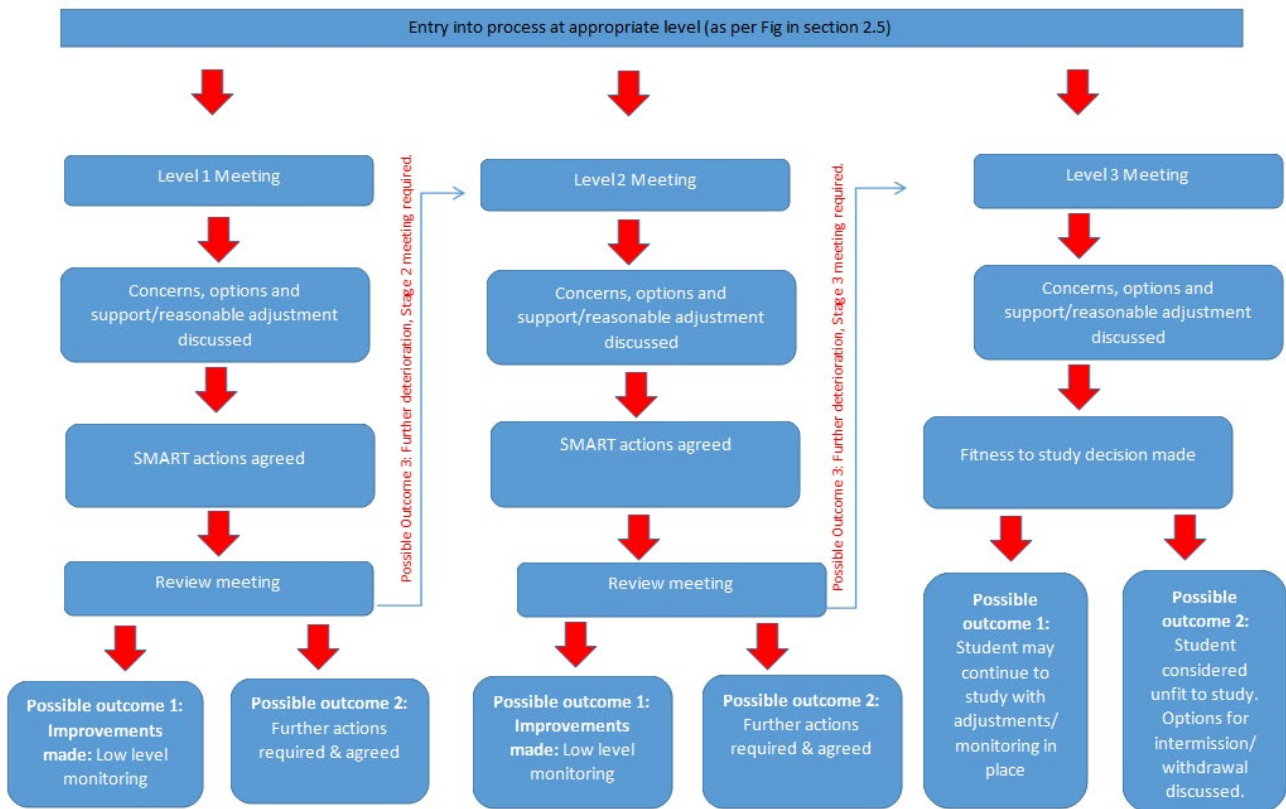 Entry into process at appropriate level (as per Fig in section 2.5)
Level 1 Meeting
Concerns, options and
support/reasonable adjustment
discussed
SMART actions agreed
Review meeting
Possible outcome 1:
Improvements
made: Low level
monitoring
Possible outcome 2:
Further actions
required & agreed
Possible Outcome 3: Further deterioration, Stage 2 meeting required.
Level 2 Meeting
Concerns, options and
support/reasonable adjustment
discussed
SMART actions agreed
Review meeting
Possible outcome 1:
Improvements
made: Low level
monitoring
Possible outcome 2:
Further actions
required & agreed
Possible Outcome 3: Further deterioration, Stage 3 meeting required.
Level 3 Meeting
Concerns, options and
support/reasonable adjustment
discussed
Fitness to study decision made
Possible
outcome 1:
Student may
continue to
study with
adjustments/
monitoring in
place
Possible
outcome 2:
Student
considered
unfit to study.
Options for
intermission/
withdrawal
discussed.